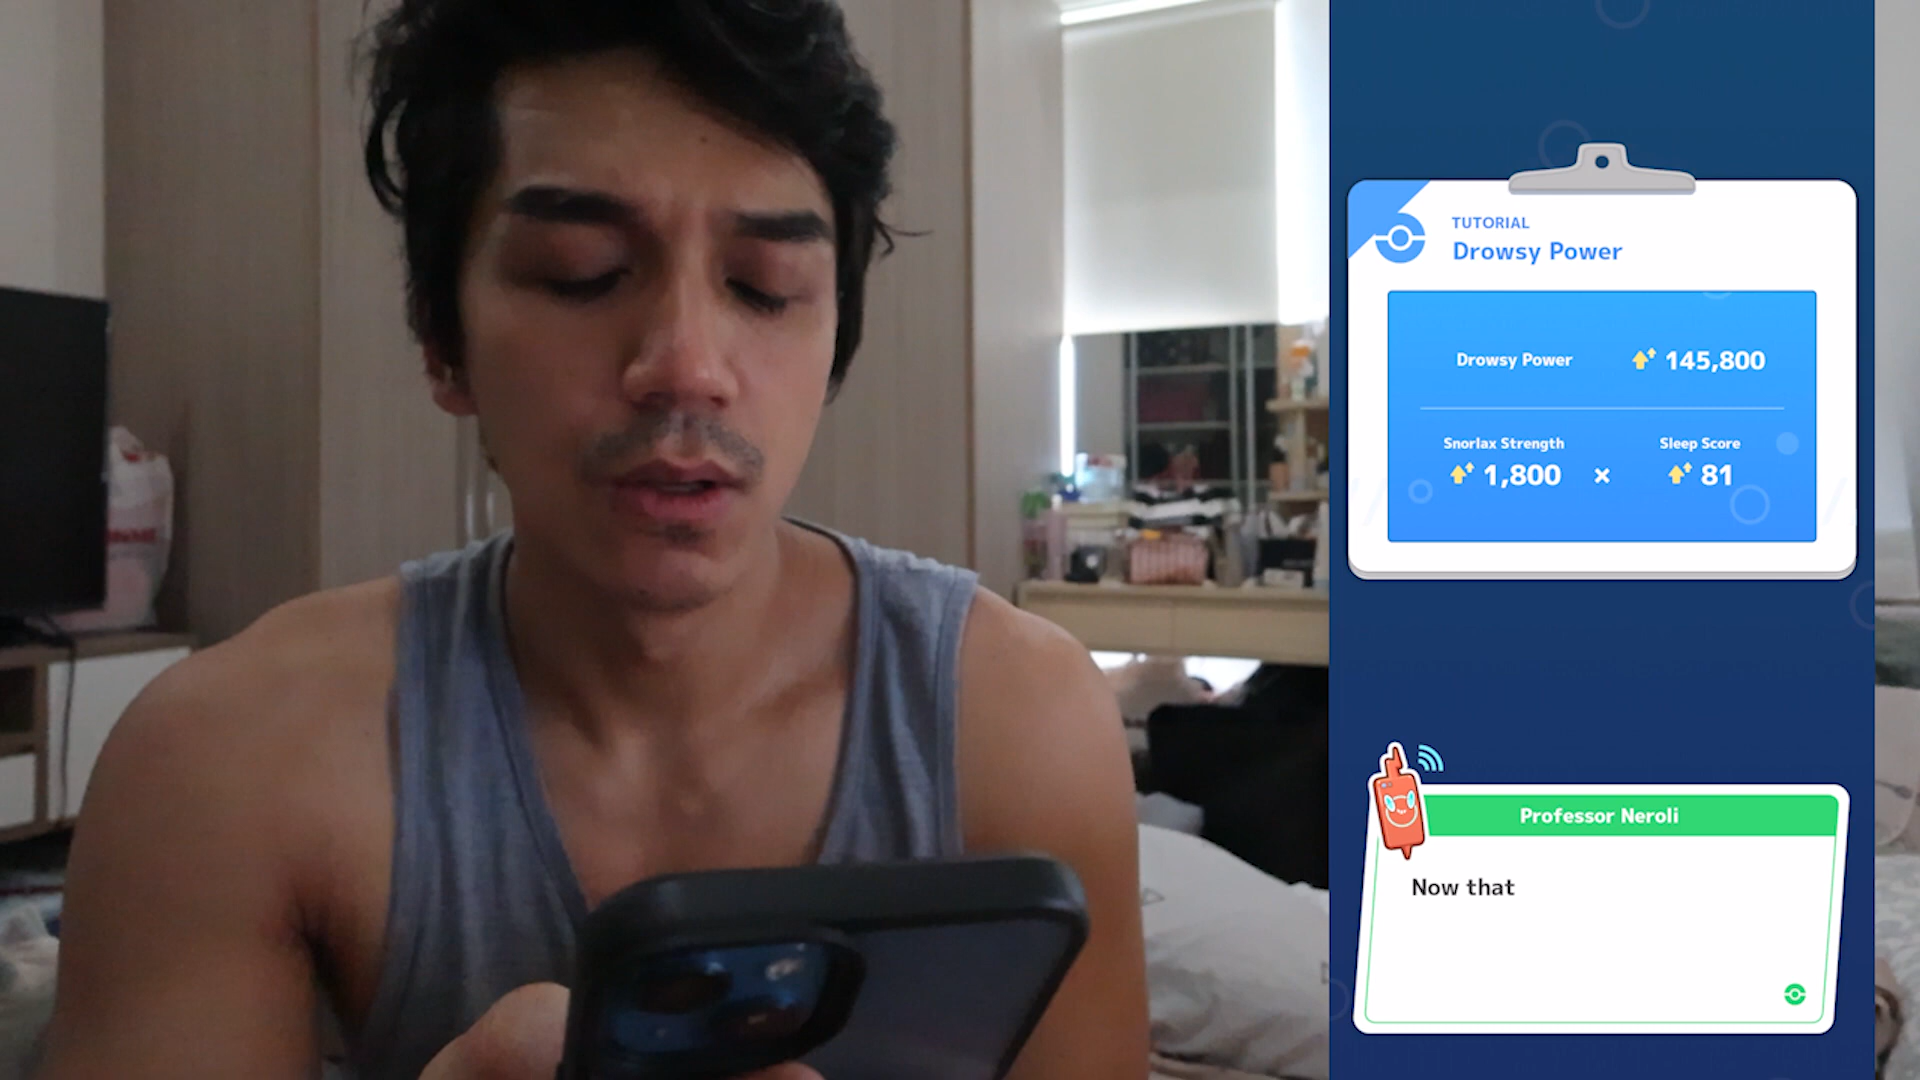 TUTORIAL
Drowsy Power
Drowsy Power 145,800
Snorlax Strength Sleep Score
1,800 × 81
Professor Neroli
Now that